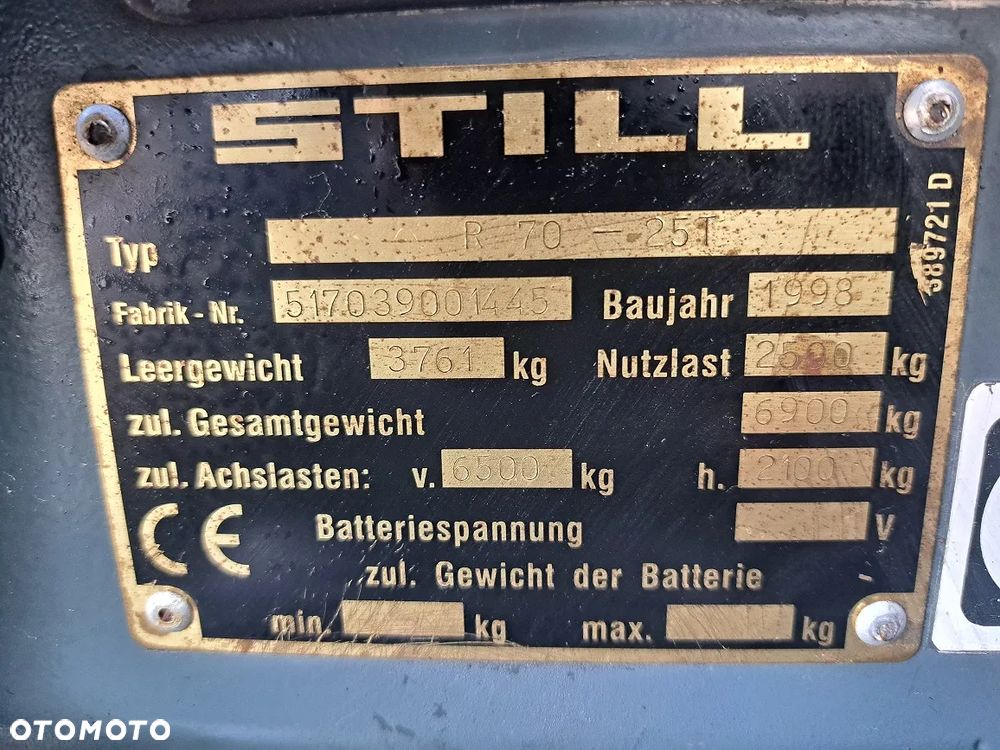 STILL
Typ R 70 - 25T
Fabrik - Nr. 517039001445 Baujahr 1998
Leergewicht 3761 kg Nutzlast 2500 kg
zul. Gesamtgewicht 6900 kg
zul. Achslasten: v. 6500 kg h. 2100 kg
CE Batteriespannung V
zul. Gewicht der Batterie
min. kg max. kg
389721 D
OTOMOTO